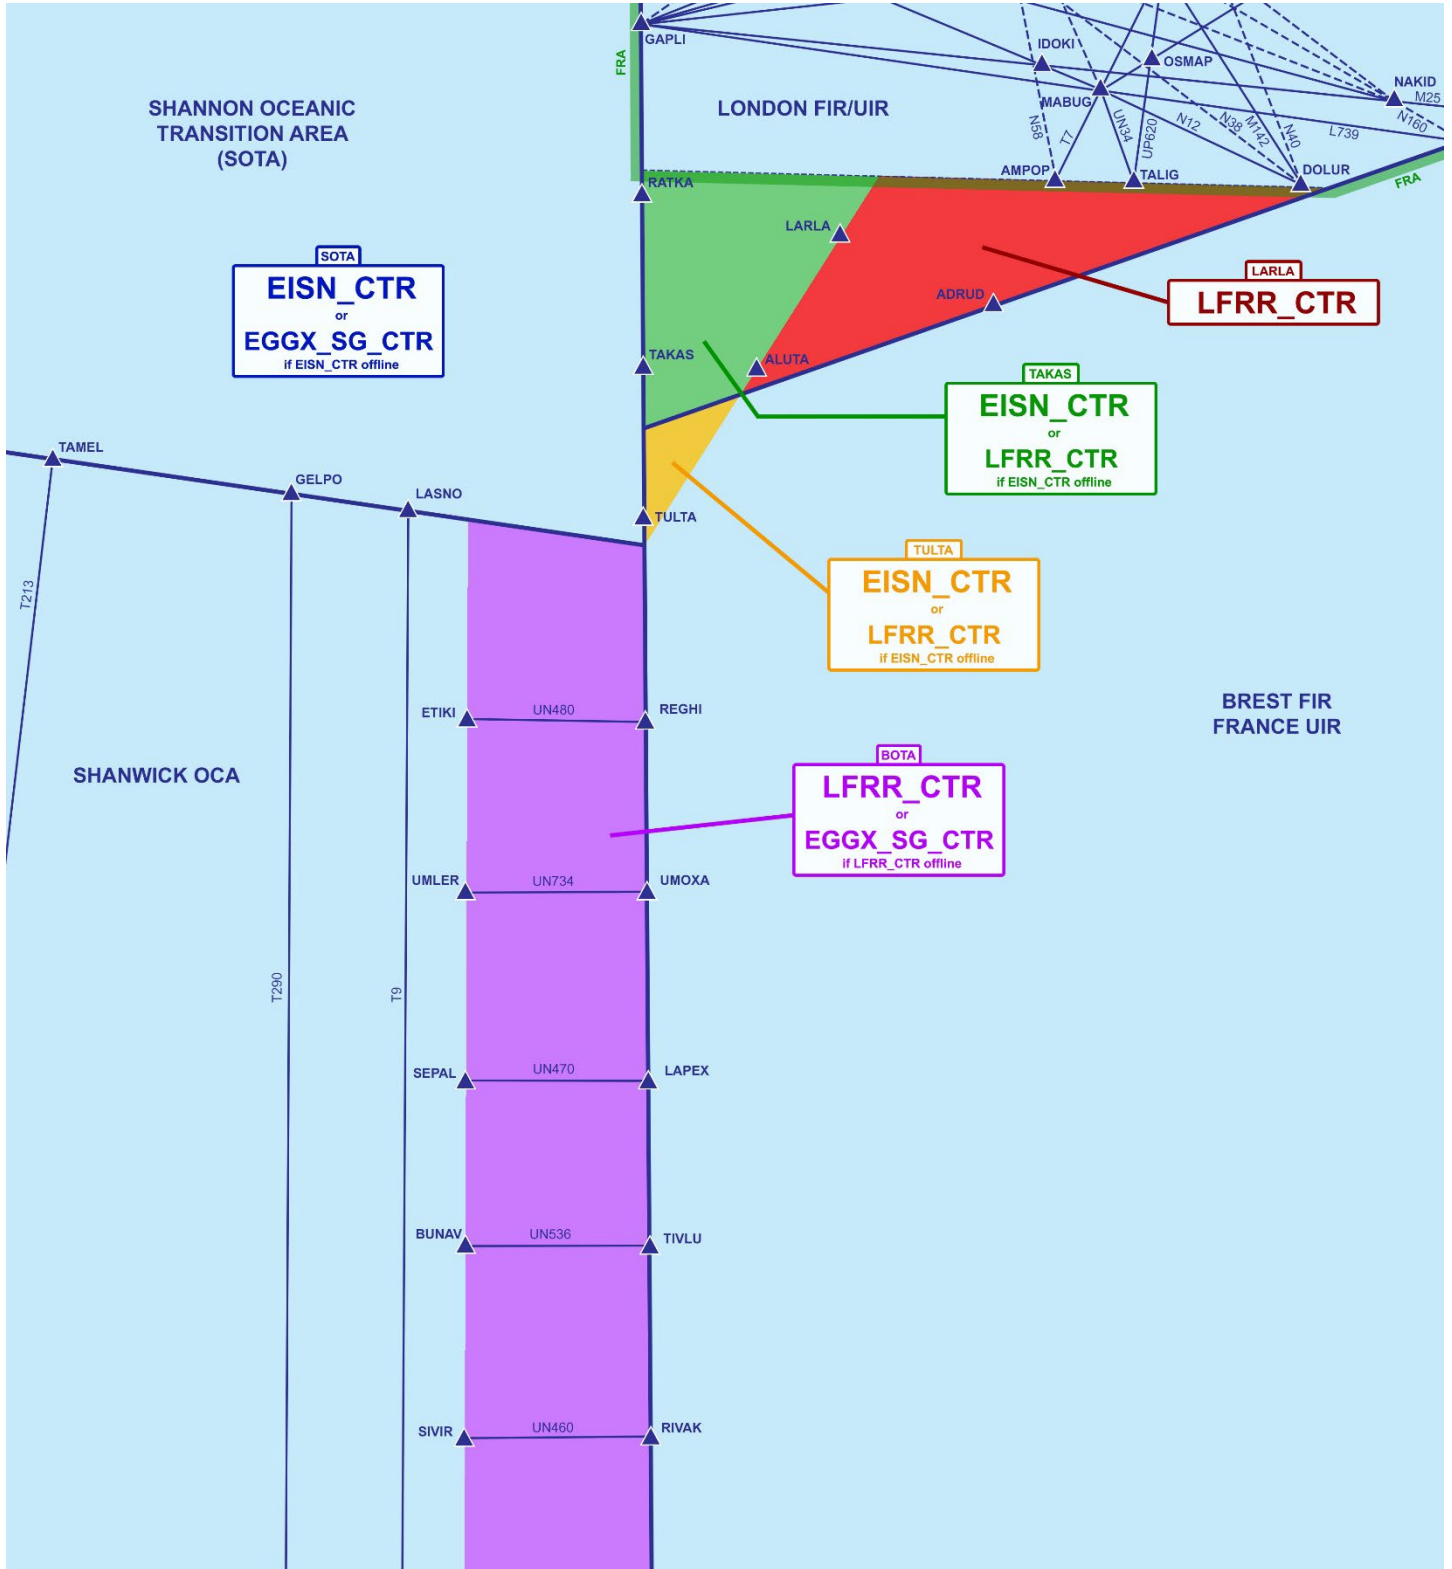 GAPLI
FRA
IDOKI
OSMAP
NAKID
M25
N160
MABUG
L739
SHANNON OCEANIC
TRANSITION AREA
(SOTA)
LONDON FIR/UIR
N58
T7
UN34
UP620
N12
N38
M142
N40
AMPOP
TALIG
DOLUR
FRA
RATKA
LARLA
SOTA
EISN_CTR
or
EGGX_SG_CTR
if EISN_CTR offline
LARLA
LFRR_CTR
ADRUD
TAKAS
ALUTA
TAKAS
EISN_CTR
or
LFRR_CTR
if EISN_CTR offline
TAMEL
GELPO
LASNO
TULTA
T213
TULTA
EISN_CTR
or
LFRR_CTR
if EISN_CTR offline
ETIKI
UN480
REGHI
BREST FIR
FRANCE UIR
SHANWICK OCA
BOTA
LFRR_CTR
or
EGGX_SG_CTR
if LFRR_CTR offline
UMLER
UN734
UMOXA
T290
T9
SEPAL
UN470
LAPEX
BUNAV
UN536
TIVLU
SIVIR
UN460
RIVAK